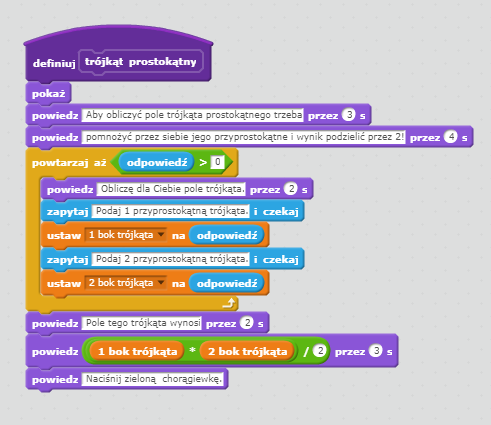 definiuj trójkąt prostokątny
pokaż
powiedz Aby obliczyć pole trójkąta prostokątnego trzeba przez 3 s
powiedz pomnożyć przez siebie jego przyprostokątne i wynik podzielić przez 2! przez 4 s
powtarzaj aż odpowiedź > 0
powiedz Obliczę dla Ciebie pole trójkąta. przez 2 s
zapytaj Podaj 1 przyprostokątną trójkąta. i czekaj
ustaw 1 bok trójkąta na odpowiedź
zapytaj Podaj 2 przyprostokątną trójkąta. i czekaj
ustaw 2 bok trójkąta na odpowiedź
powiedz Pole tego trójkąta wynosi przez 2 s
powiedz 1 bok trójkąta * 2 bok trójkąta / 2 przez 3 s
powiedz Naciśnij zieloną chorągiewkę.